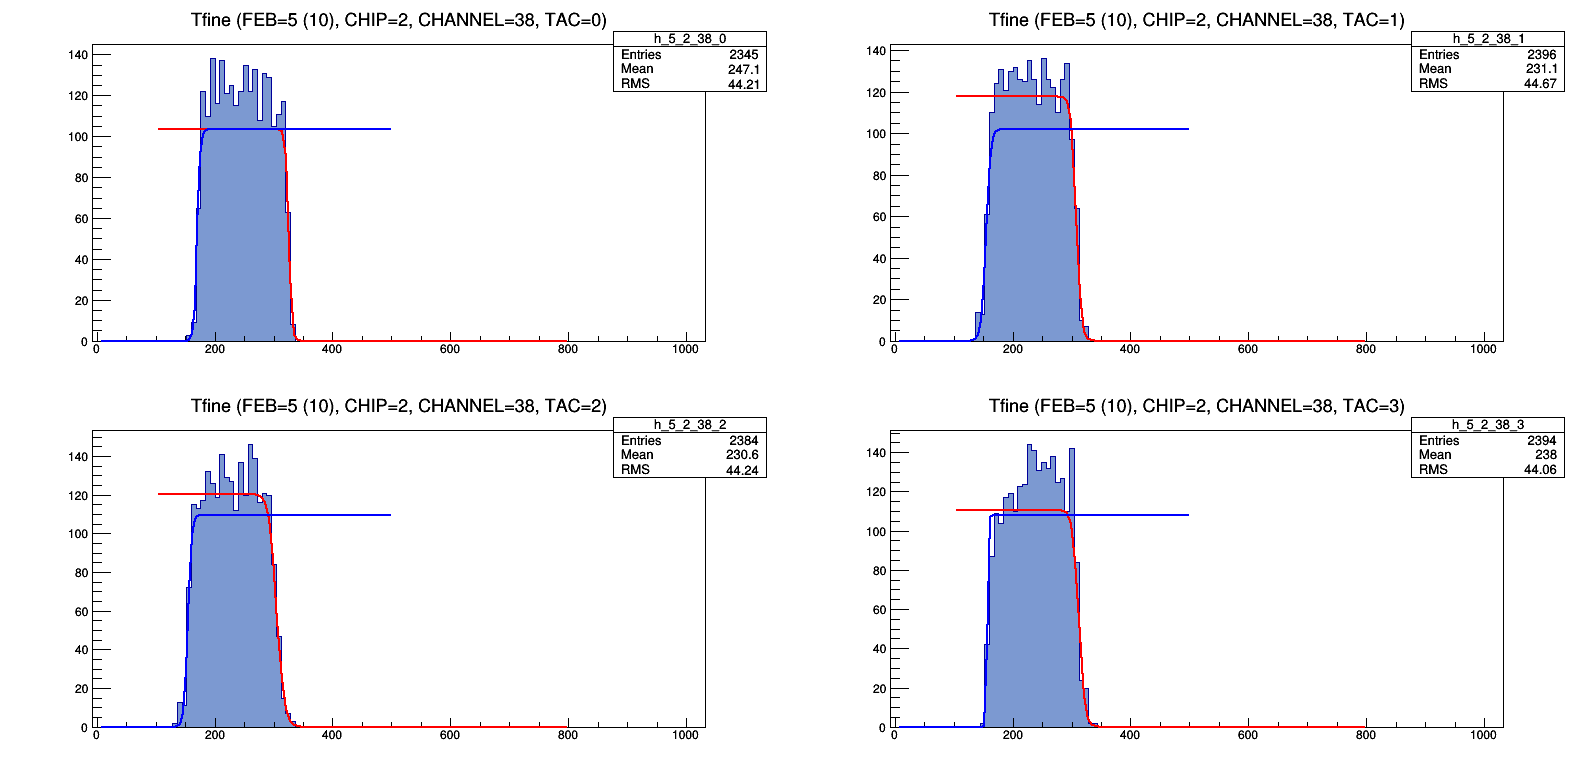 Tfine (FEB=5 (10), CHIP=2, CHANNEL=38, TAC=0)
h_5_2_38_0
Entries 2345
Mean 247.1
RMS 44.21
140
120
100
80
60
40
20
0
0 200 400 600 800 1000
Tfine (FEB=5 (10), CHIP=2, CHANNEL=38, TAC=1)
h_5_2_38_1
Entries 2396
Mean 231.1
RMS 44.67
140
120
100
80
60
40
20
0
0 200 400 600 800 1000
Tfine (FEB=5 (10), CHIP=2, CHANNEL=38, TAC=2)
h_5_2_38_2
Entries 2384
Mean 230.6
RMS 44.24
140
120
100
80
60
40
20
0
0 200 400 600 800 1000
Tfine (FEB=5 (10), CHIP=2, CHANNEL=38, TAC=3)
h_5_2_38_3
Entries 2394
Mean 238
RMS 44.06
140
120
100
80
60
40
20
0
0 200 400 600 800 1000